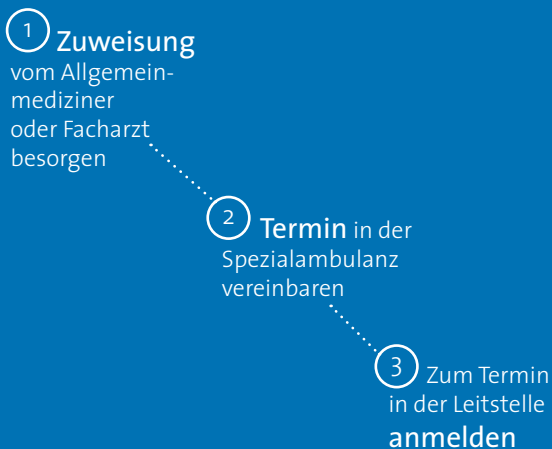 1 Zuweisung
vom Allgemein-
mediziner
oder Facharzt
besorgen
2 Termin in der
Spezialambulanz
vereinbaren
3 Zum Termin
in der Leitstelle
anmelden